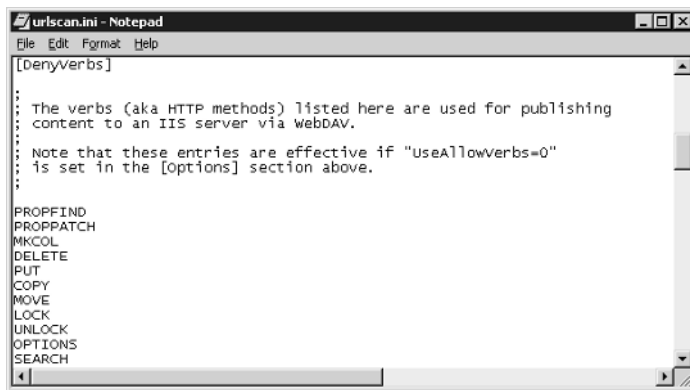 urlscan.ini - Notepad
File Edit Format Help
[DenyVerbs]
;
; The verbs (aka HTTP methods) listed here are used for publishing
; content to an IIS server via WebDAV.
;
; Note that these entries are effective if "UseAllowVerbs=0"
; is set in the [Options] section above.
;
PROPFIND
PROPPATCH
MKCOL
DELETE
PUT
COPY
MOVE
LOCK
UNLOCK
OPTIONS
SEARCH